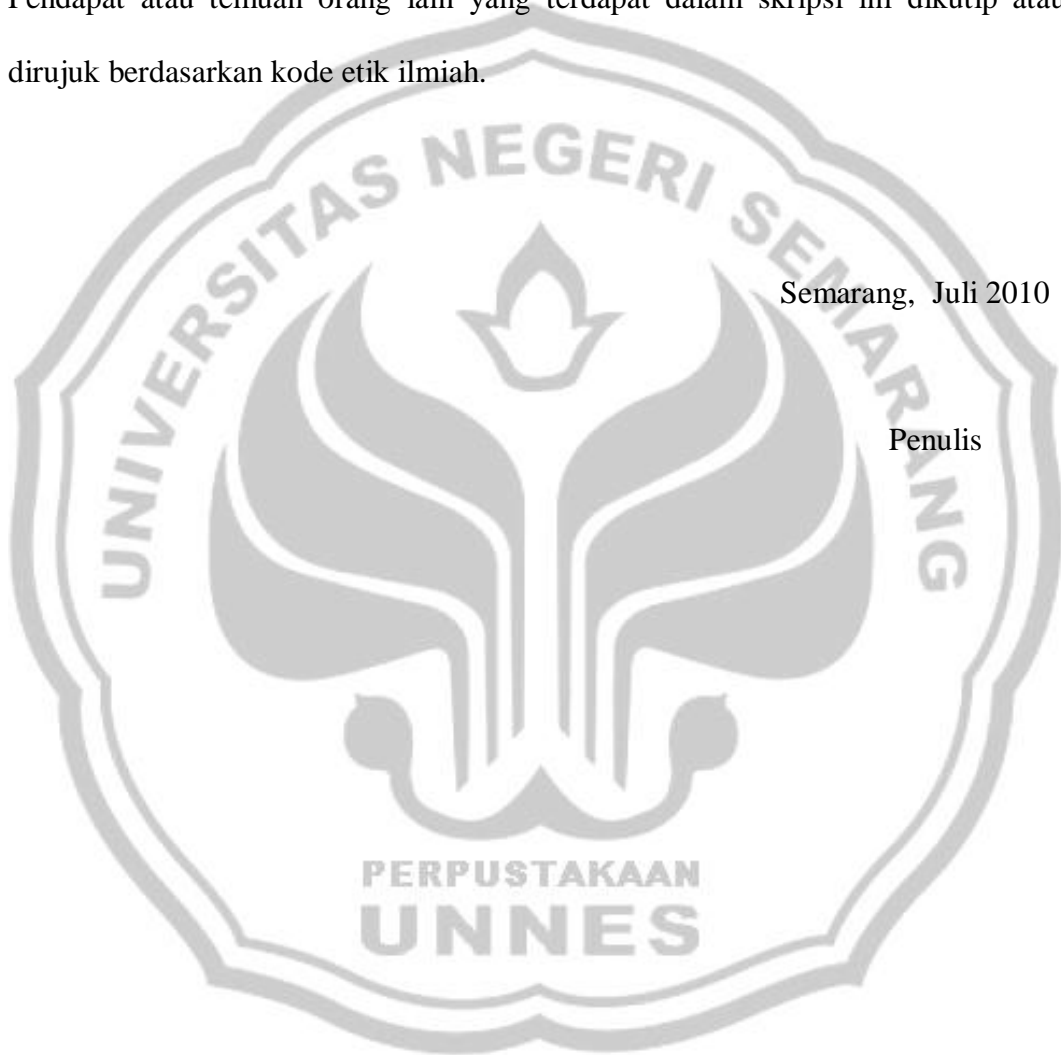 Pendapat atau temuan orang lain yang terdapat dalam skripsi ini dikutip atau
dirujuk berdasarkan kode etik ilmiah.
UNIVERSITAS NEGERI SEMARANG
Semarang, Juli 2010
Penulis
PERPUSTAKAAN
UNNES